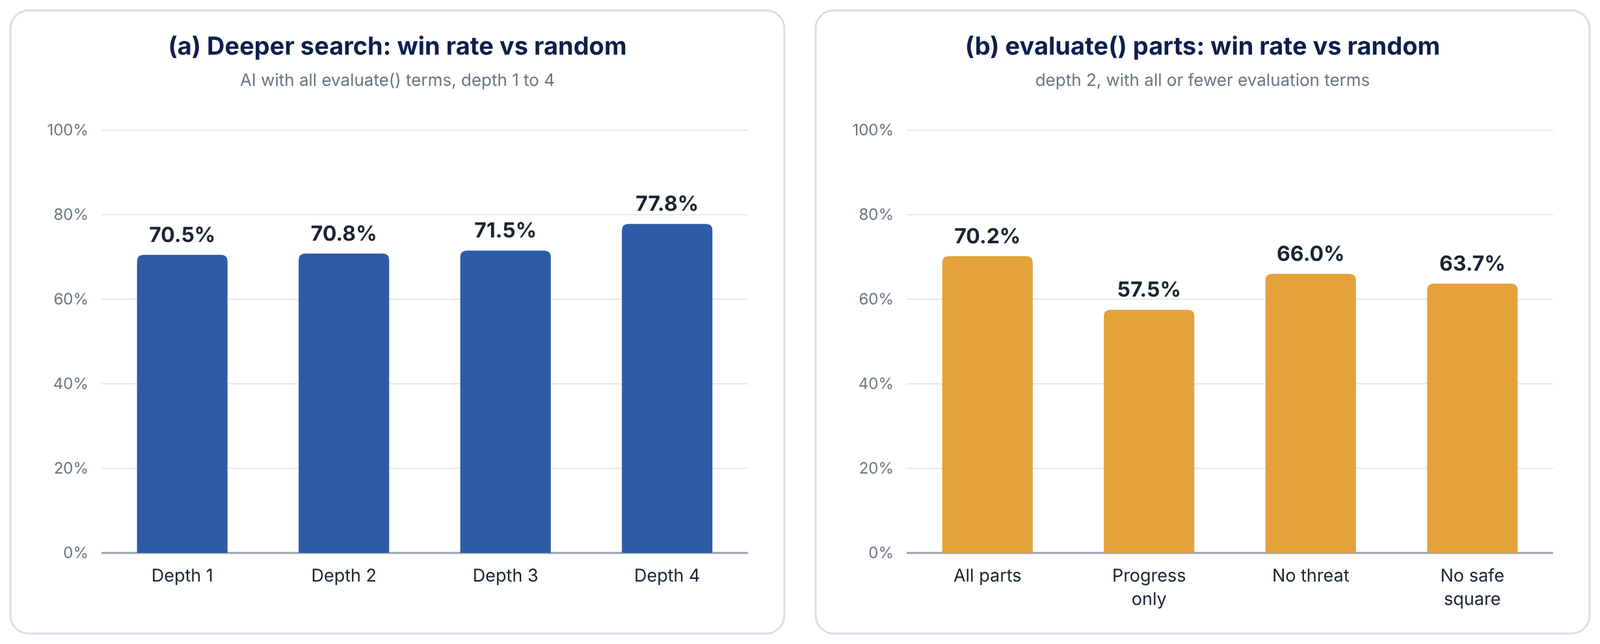 (a) Deeper search: win rate vs random
AI with all evaluate() terms, depth 1 to 4
100%
80%
60%
40%
20%
0%
70.5%
70.8%
71.5%
77.8%
Depth 1
Depth 2
Depth 3
Depth 4
(b) evaluate() parts: win rate vs random
depth 2, with all or fewer evaluation terms
100%
80%
60%
40%
20%
0%
70.2%
57.5%
66.0%
63.7%
All parts
Progress
only
No threat
No safe
square